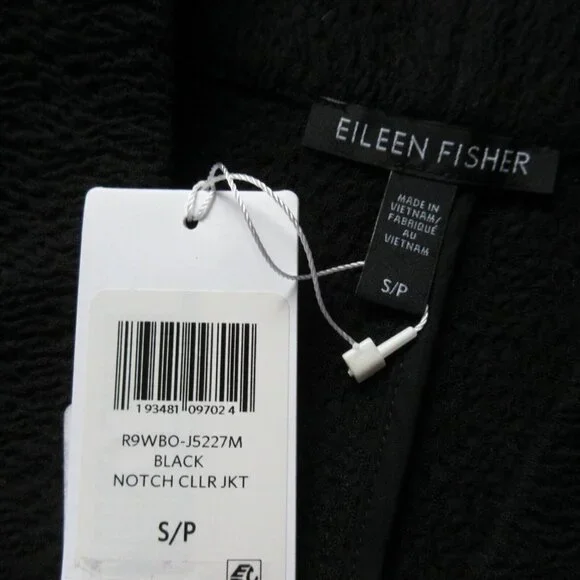 EILEEN FISHER
MADE IN
VIETNAM/
FABRIQUÉ
AU
VIETNAM
S/P
1 93481 09702 4
R9WBO-J5227M
BLACK
NOTCH CLLR JKT
S/P